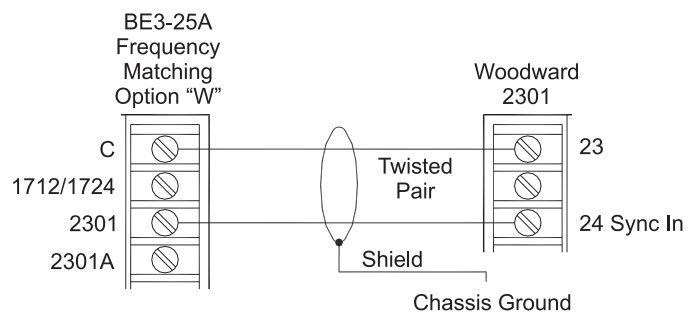 BE3-25A
Frequency
Matching
Option “W”
Woodward
2301
C
23
1712/1724
Twisted
Pair
2301
24 Sync In
2301A
Shield
Chassis Ground